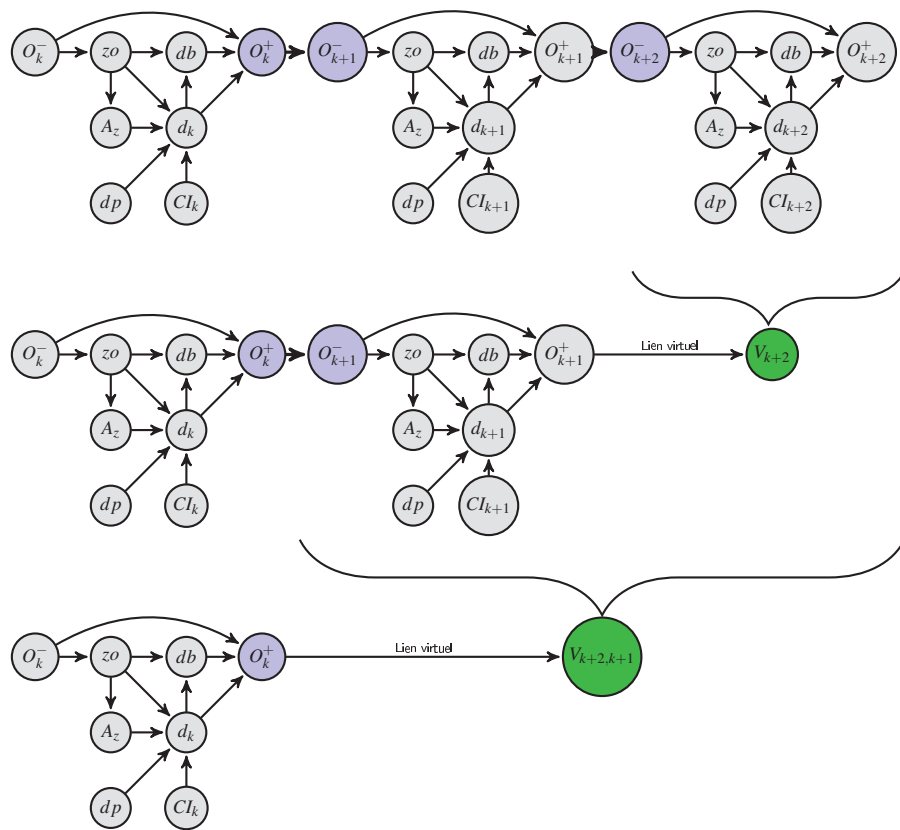 O_k^- zo db O_k^+ O_{k+1}^- zo db O_{k+1}^+ O_{k+2}^- zo db O_{k+2}^+
A_z d_k A_z d_{k+1} A_z d_{k+2}
dp CI_k dp CI_{k+1} dp CI_{k+2}
O_k^- zo db O_k^+ O_{k+1}^- zo db O_{k+1}^+ Lien virtuel V_{k+2}
A_z d_k A_z d_{k+1}
dp CI_k dp CI_{k+1}
O_k^- zo db O_k^+ Lien virtuel V_{k+2,k+1}
A_z d_k
dp CI_k